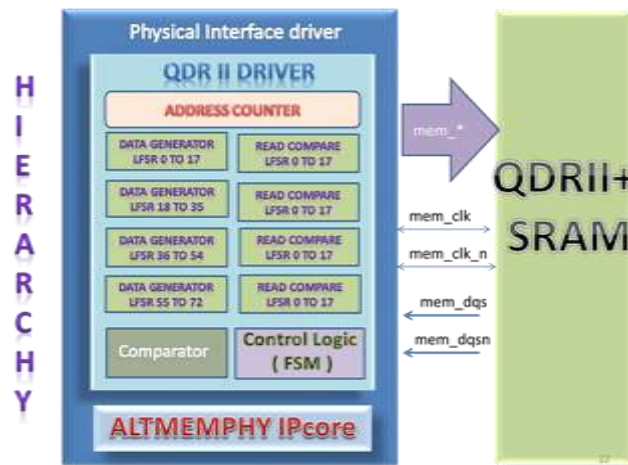 HIERARCHY
Physical Interface driver
QDR II DRIVER
ADDRESS COUNTER
DATA GENERATOR
LFSR 0 TO 17
READ COMPARE
LFSR 0 TO 17
DATA GENERATOR
LFSR 18 TO 35
READ COMPARE
LFSR 0 TO 17
DATA GENERATOR
LFSR 36 TO 54
READ COMPARE
LFSR 0 TO 17
DATA GENERATOR
LFSR 55 TO 72
READ COMPARE
LFSR 0 TO 17
Comparator
Control Logic
( FSM )
ALTMEMPHY IPcore
mem_*
mem_clk
mem_clk_n
mem_dqs
mem_dqsn
QDRII+
SRAM